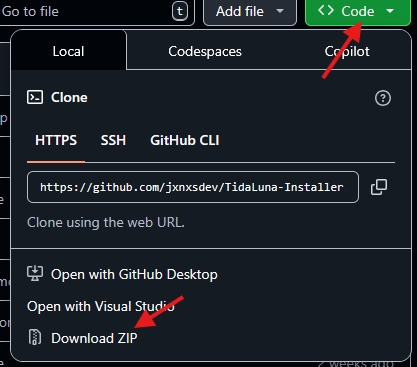 Go to file
t
Add file
Code
Local
Codespaces
Copilot
Clone
HTTPS
SSH
GitHub CLI
https://github.com/jxnxsdev/TidaLuna-Installer
Clone using the web URL.
Open with GitHub Desktop
Open with Visual Studio
Download ZIP
2 weeks ago